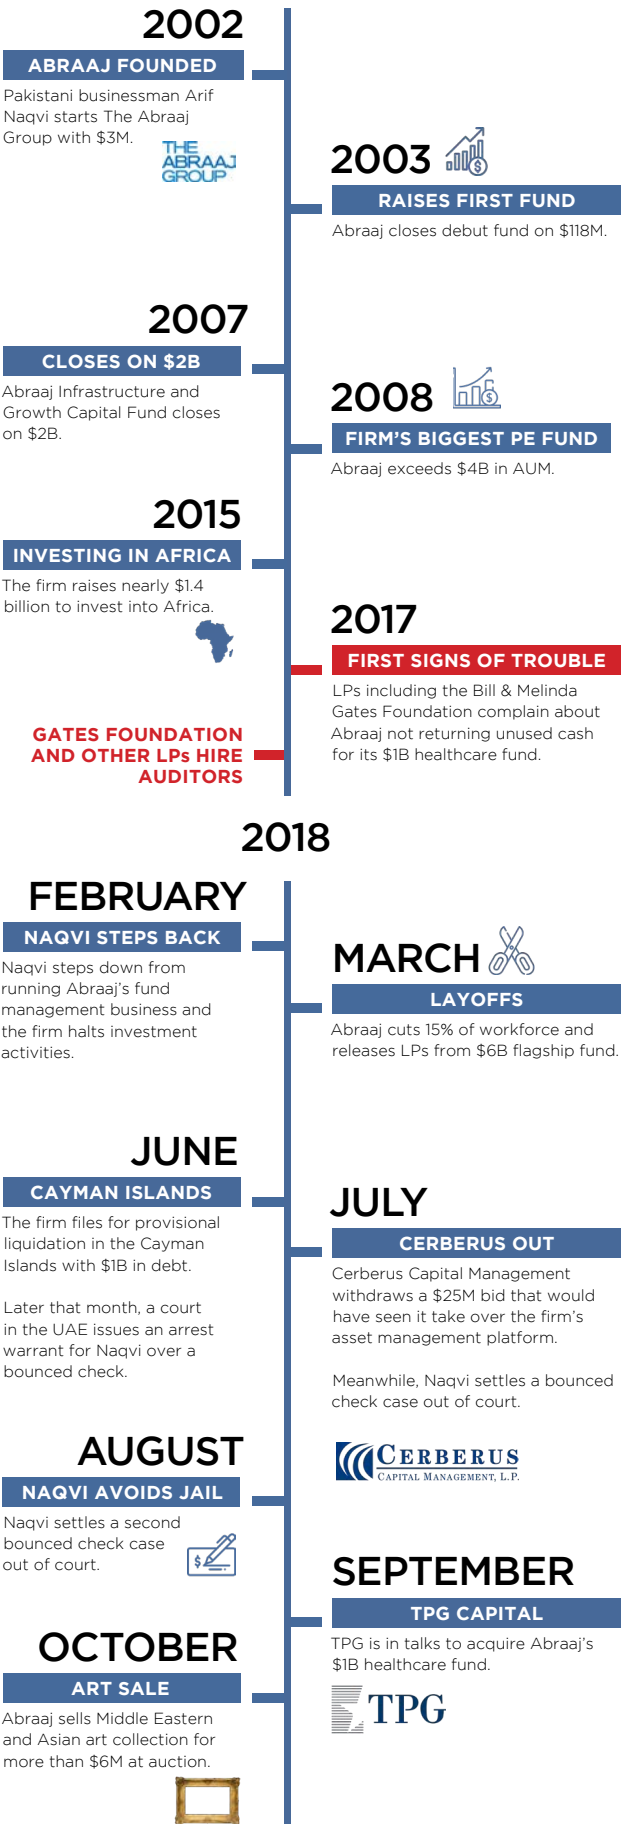 2002
ABRAAJ FOUNDED
Pakistani businessman Arif
Naqvi starts The Abraaj
Group with $3M.
THE
ABRAAJ
GROUP
2003
RAISES FIRST FUND
Abraaj closes debut fund on $118M.
2007
CLOSES ON $2B
Abraaj Infrastructure and
Growth Capital Fund closes
on $2B.
2008
FIRM'S BIGGEST PE FUND
Abraaj exceeds $4B in AUM.
2015
INVESTING IN AFRICA
The firm raises nearly $1.4
billion to invest into Africa.
2017
FIRST SIGNS OF TROUBLE
LPs including the Bill & Melinda
Gates Foundation complain about
Abraaj not returning unused cash
for its $1B healthcare fund.
GATES FOUNDATION
AND OTHER LPs HIRE
AUDITORS
2018
FEBRUARY
NAQVI STEPS BACK
Naqvi steps down from
running Abraaj's fund
management business and
the firm halts investment
activities.
MARCH
LAYOFFS
Abraaj cuts 15% of workforce and
releases LPs from $6B flagship fund.
JUNE
CAYMAN ISLANDS
The firm files for provisional
liquidation in the Cayman
Islands with $1B in debt.
Later that month, a court
in the UAE issues an arrest
warrant for Naqvi over a
bounced check.
JULY
CERBERUS OUT
Cerberus Capital Management
withdraws a $25M bid that would
have seen it take over the firm's
asset management platform.
Meanwhile, Naqvi settles a bounced
check case out of court.
CERBERUS
CAPITAL MANAGEMENT, L.P.
AUGUST
NAQVI AVOIDS JAIL
Naqvi settles a second
bounced check case
out of court.
$
SEPTEMBER
TPG CAPITAL
TPG is in talks to acquire Abraaj's
$1B healthcare fund.
TPG
OCTOBER
ART SALE
Abraaj sells Middle Eastern
and Asian art collection for
more than $6M at auction.